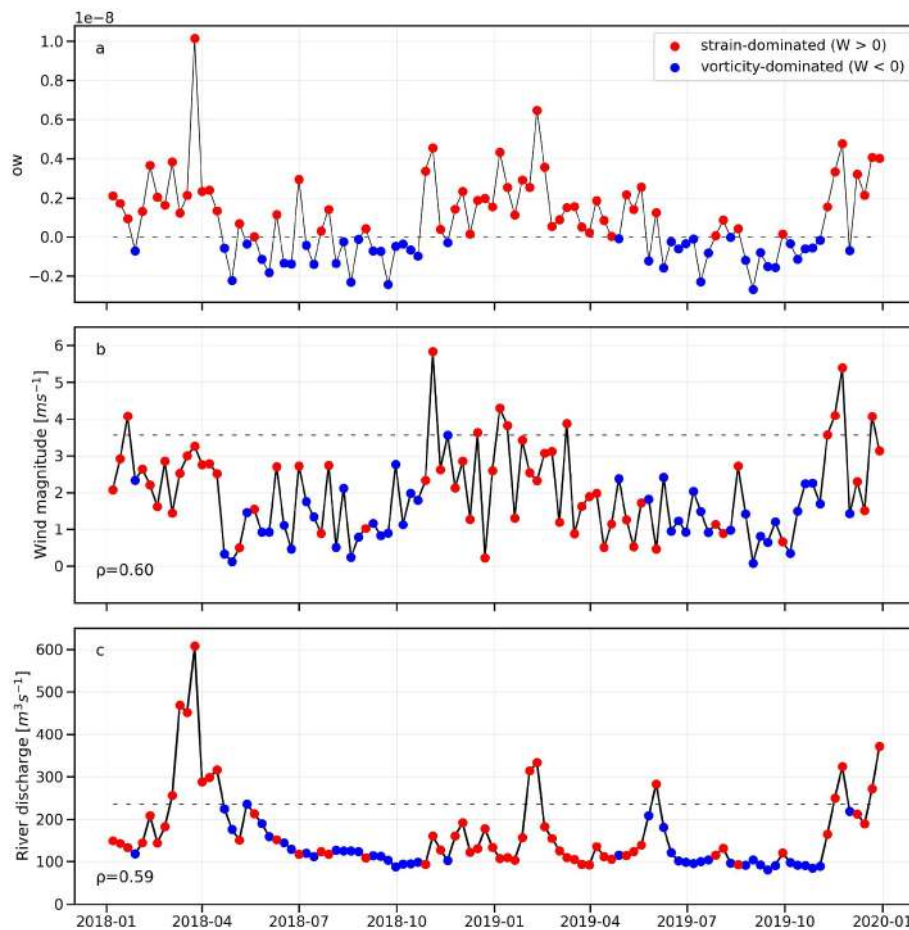 1e−8
a
strain-dominated (W > 0)
vorticity-dominated (W < 0)
1.0
0.8
0.6
0.4
0.2
0.0
−0.2
ow
b
6
5
4
3
2
1
0
Wind magnitude [ms⁻¹]
ρ=0.60
c
600
500
400
300
200
100
0
River discharge [m³s⁻¹]
ρ=0.59
2018-01 2018-04 2018-07 2018-10 2019-01 2019-04 2019-07 2019-10 2020-01